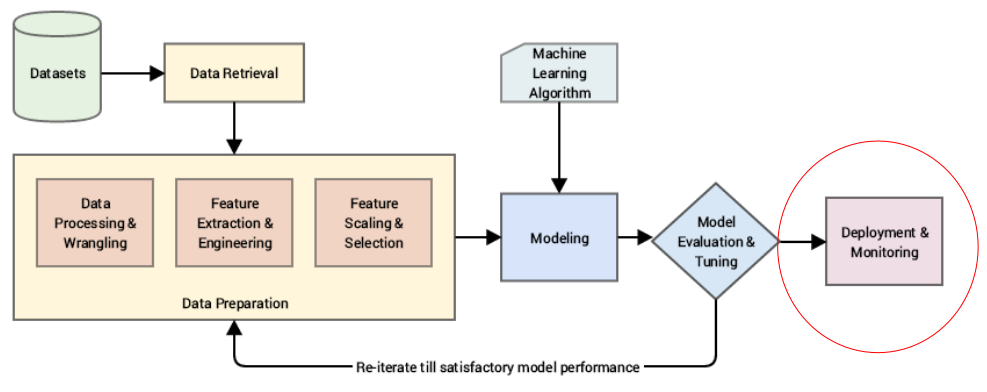 Datasets
Data Retrieval
Machine
Learning
Algorithm
Data
Processing &
Wrangling
Feature
Extraction &
Engineering
Feature
Scaling &
Selection
Data Preparation
Modeling
Model
Evaluation &
Tuning
Deployment &
Monitoring
Re-iterate till satisfactory model performance